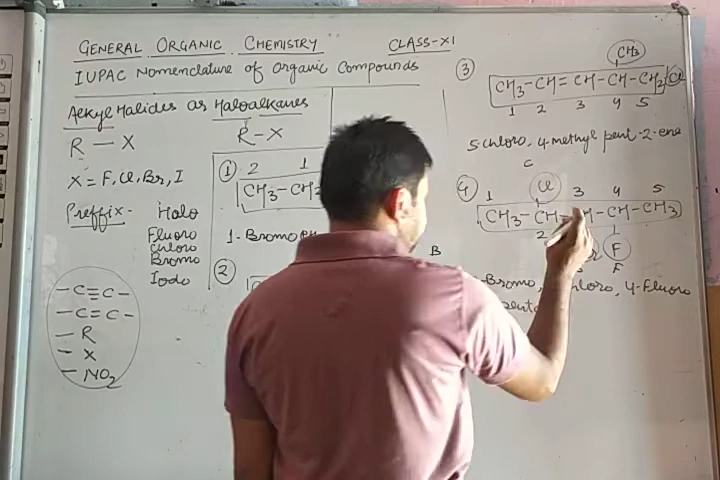 GENERAL ORGANIC CHEMISTRY CLASS-XI
IUPAC Nomenclature of Organic Compounds
Alkyl Halides as Haloalkanes
R - X
R-X
X = F, Cl, Br, I
Preffix - Halo
Fluoro
Chloro
Bromo
Iodo
- C ≡ C -
- C = C -
- R
- X
- NO2
① 2 1
CH3-CH2
1-Bromo
②
B
③ CH3
CH3-CH=CH-CH-CH2 Cl
1 2 3 4 5
5-chloro, 4-methyl pent-2-ene
C
④ 1 Cl 3 4 5
CH3-CH- -CH-CH3
2 F
F
-Bromo, 4-Fluoro